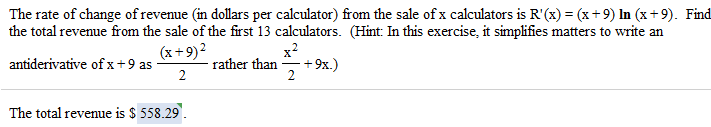 The rate of change of revenue (in dollars per calculator) from the sale of x calculators is R'(x) = (x+9) ln (x+9). Find
the total revenue from the sale of the first 13 calculators. (Hint: In this exercise, it simplifies matters to write an
antiderivative of x+9 as (x+9)²/2 rather than x²/2 + 9x.)
The total revenue is $ 558.29.